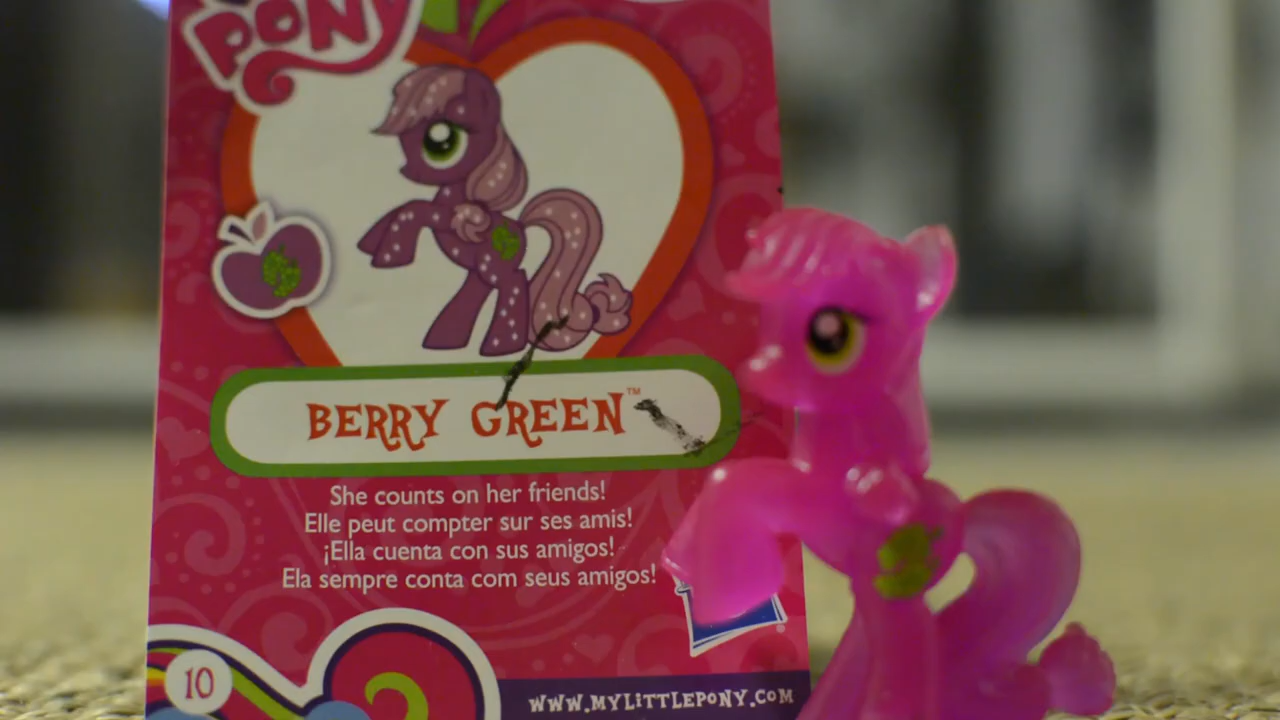 PONY
BERRY GREEN™
She counts on her friends!
Elle peut compter sur ses amis!
¡Ella cuenta con sus amigos!
Ela sempre conta com seus amigos!
10
WWW.MYLITTLEPONY.COM